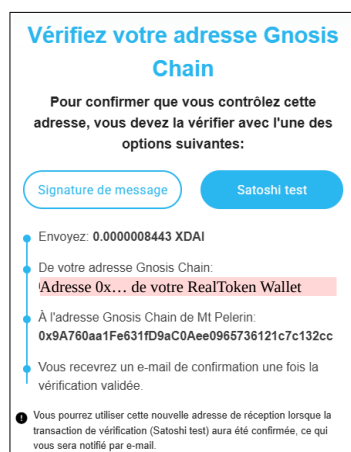 Vérifiez votre adresse Gnosis
Chain
Pour confirmer que vous contrôlez cette
adresse, vous devez la vérifier avec l'une des
options suivantes:
Signature de message
Satoshi test
Envoyez: 0.0000008443 XDAI
De votre adresse Gnosis Chain:
Adresse 0x… de votre RealToken Wallet
À l'adresse Gnosis Chain de Mt Pelerin:
0x9A760aa1Fe631fD9aC0Aee0965736121c7c132cc
Vous recevrez un e-mail de confirmation une fois la
vérification validée.
Vous pourrez utiliser cette nouvelle adresse de réception lorsque la
transaction de vérification (Satoshi test) aura été confirmée, ce qui
vous sera notifié par e-mail.